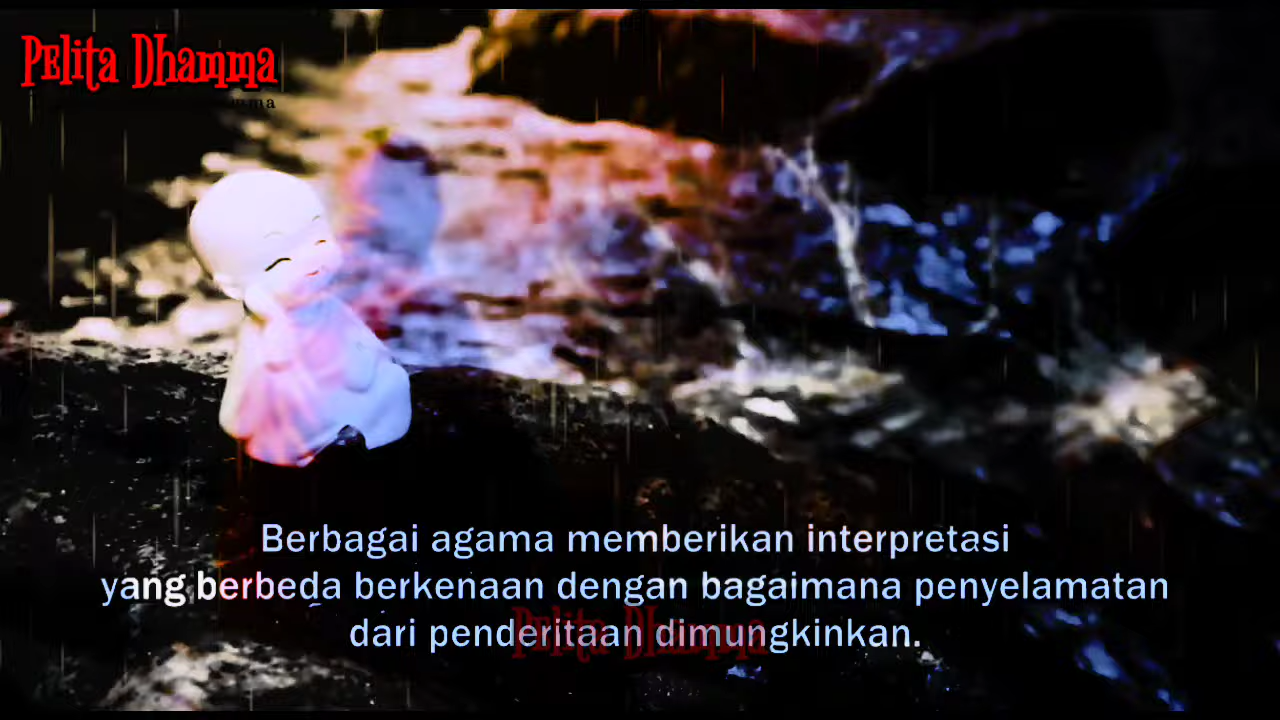 Pelita Dhamma
Berbagai agama memberikan interpretasi
yang berbeda berkenaan dengan bagaimana penyelamatan
dari penderitaan dimungkinkan.
Pelita Dhamma